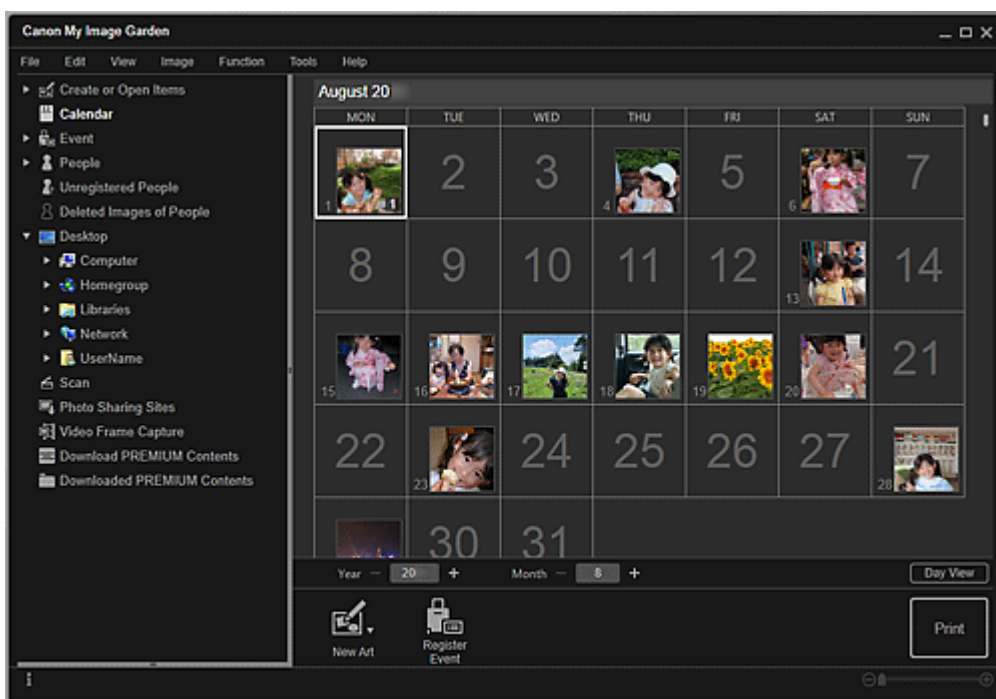 Canon My Image Garden
File Edit View Image Function Tools Help
Create or Open Items
Calendar
Event
People
Unregistered People
Deleted Images of People
Desktop
Computer
Homegroup
Libraries
Network
UserName
Scan
Photo Sharing Sites
Video Frame Capture
Download PREMIUM Contents
Downloaded PREMIUM Contents
August 20
MON TUE WED THU FRI SAT SUN
1 1 2 3 4 5 6 7
8 9 10 11 12 13 14
15 16 17 18 19 20 21
22 23 24 25 26 27 28
30 31
Year − 20 + Month − 8 + Day View
New Art
Register
Event
Print